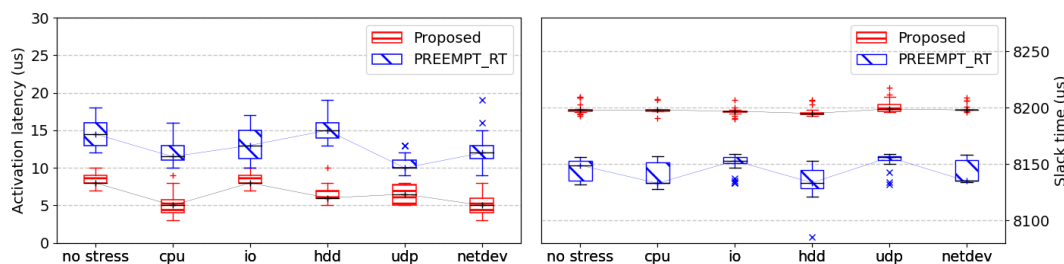 Activation latency (us)
30
25
20
15
10
5
0
Proposed
PREEMPT_RT
no stress cpu io hdd udp netdev
Proposed
PREEMPT_RT
8250
8200
8150
8100
Slack time (us)
no stress cpu io hdd udp netdev